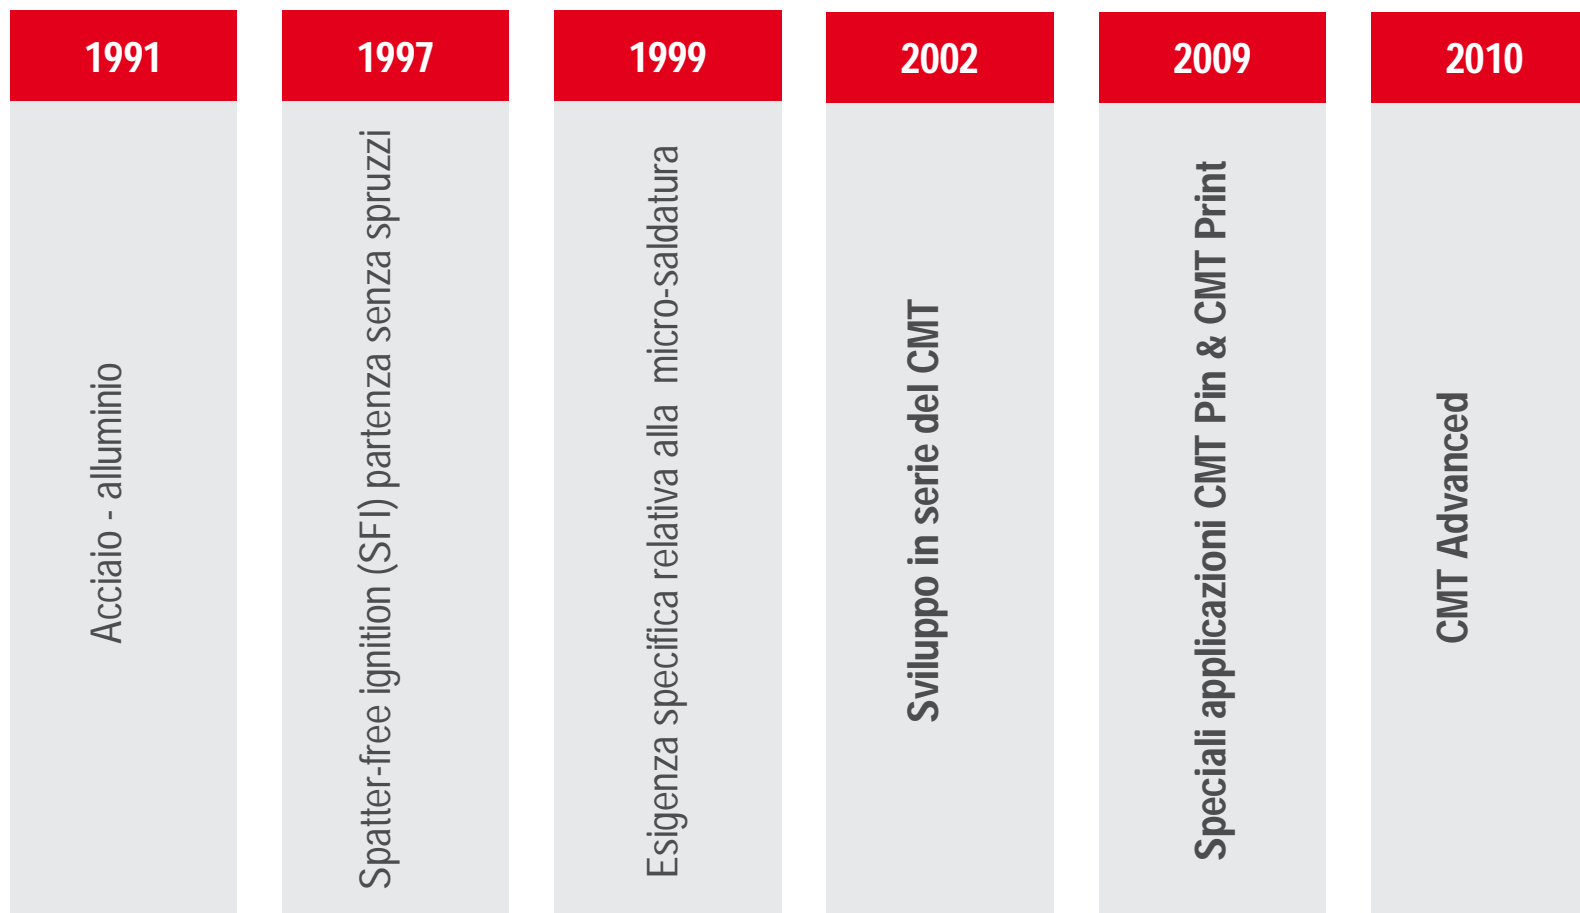 1991
Acciaio - alluminio
1997
Spatter-free ignition (SFI) partenza senza spruzzi
1999
Esigenza specifica relativa alla micro-saldatura
2002
Sviluppo in serie del CMT
2009
Speciali applicazioni CMT Pin & CMT Print
2010
CMT Advanced